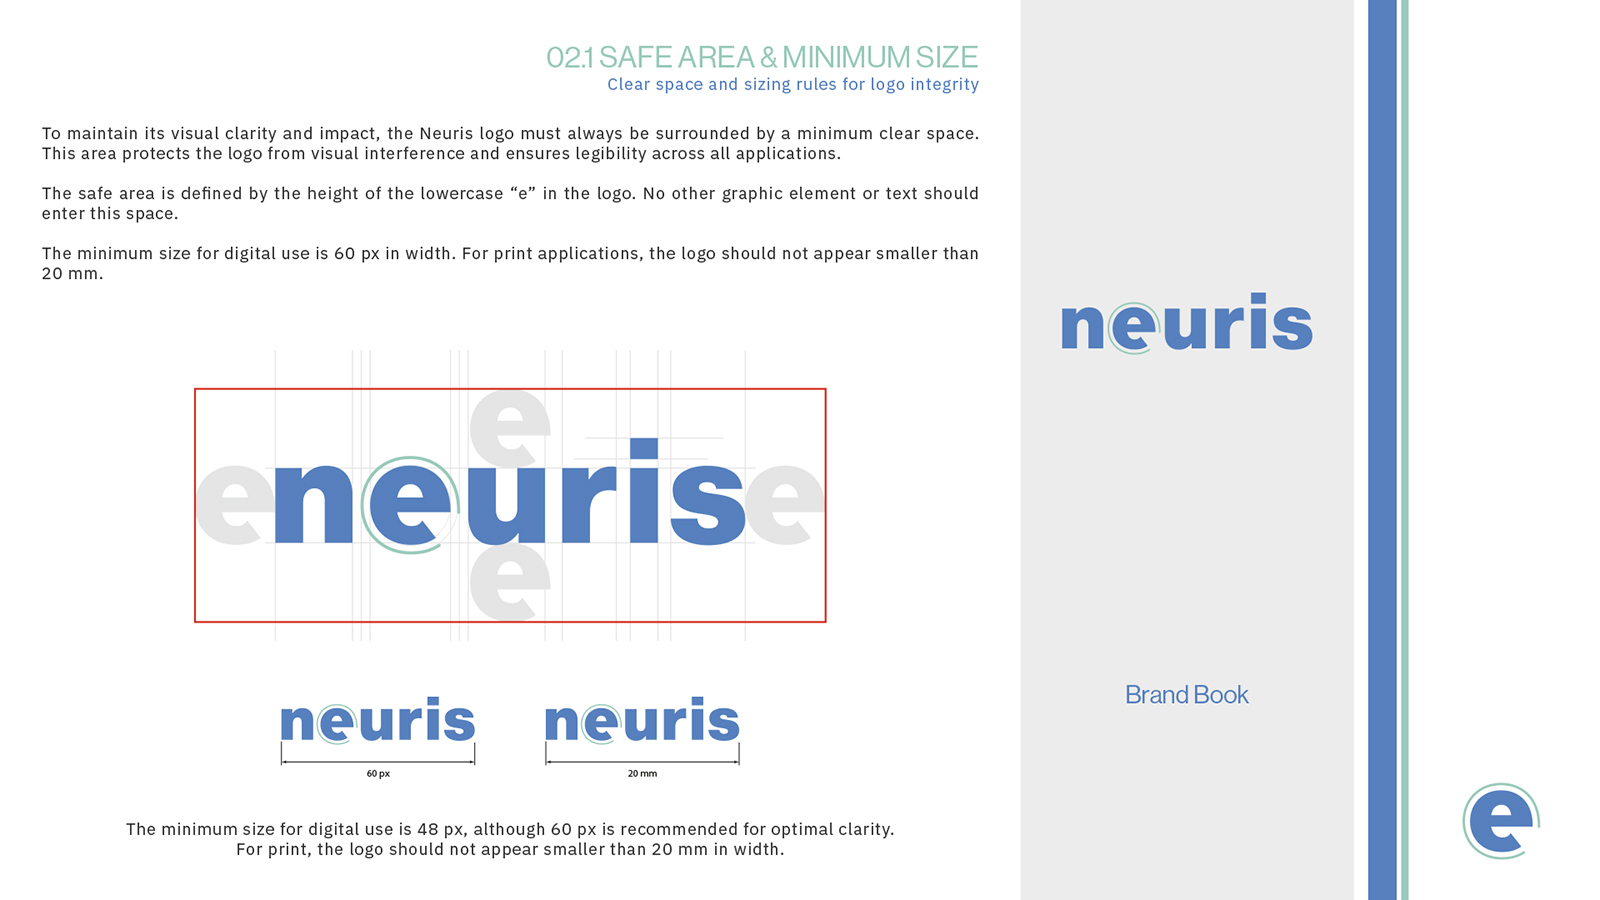 02.1 SAFE AREA & MINIMUM SIZE
Clear space and sizing rules for logo integrity
To maintain its visual clarity and impact, the Neuris logo must always be surrounded by a minimum clear space.
This area protects the logo from visual interference and ensures legibility across all applications.
The safe area is defined by the height of the lowercase “e” in the logo. No other graphic element or text should
enter this space.
The minimum size for digital use is 60 px in width. For print applications, the logo should not appear smaller than
20 mm.
e
e neuris e
e
neuris
neuris
60 px
20 mm
The minimum size for digital use is 48 px, although 60 px is recommended for optimal clarity.
For print, the logo should not appear smaller than 20 mm in width.
neuris
Brand Book
e